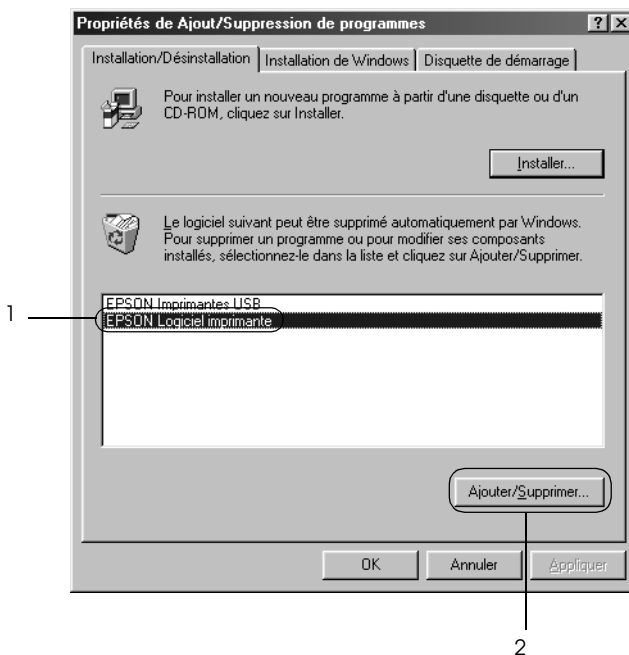 Propriétés de Ajout/Suppression de programmes
Installation/Désinstallation
Installation de Windows
Disquette de démarrage
Pour installer un nouveau programme à partir d'une disquette ou d'un
CD-ROM, cliquez sur Installer.
Installer...
Le logiciel suivant peut être supprimé automatiquement par Windows.
Pour supprimer un programme ou pour modifier ses composants
installés, sélectionnez-le dans la liste et cliquez sur Ajouter/Supprimer.
EPSON Imprimantes USB
1
EPSON Logiciel imprimante
Ajouter/Supprimer...
OK
Annuler
Appliquer
2